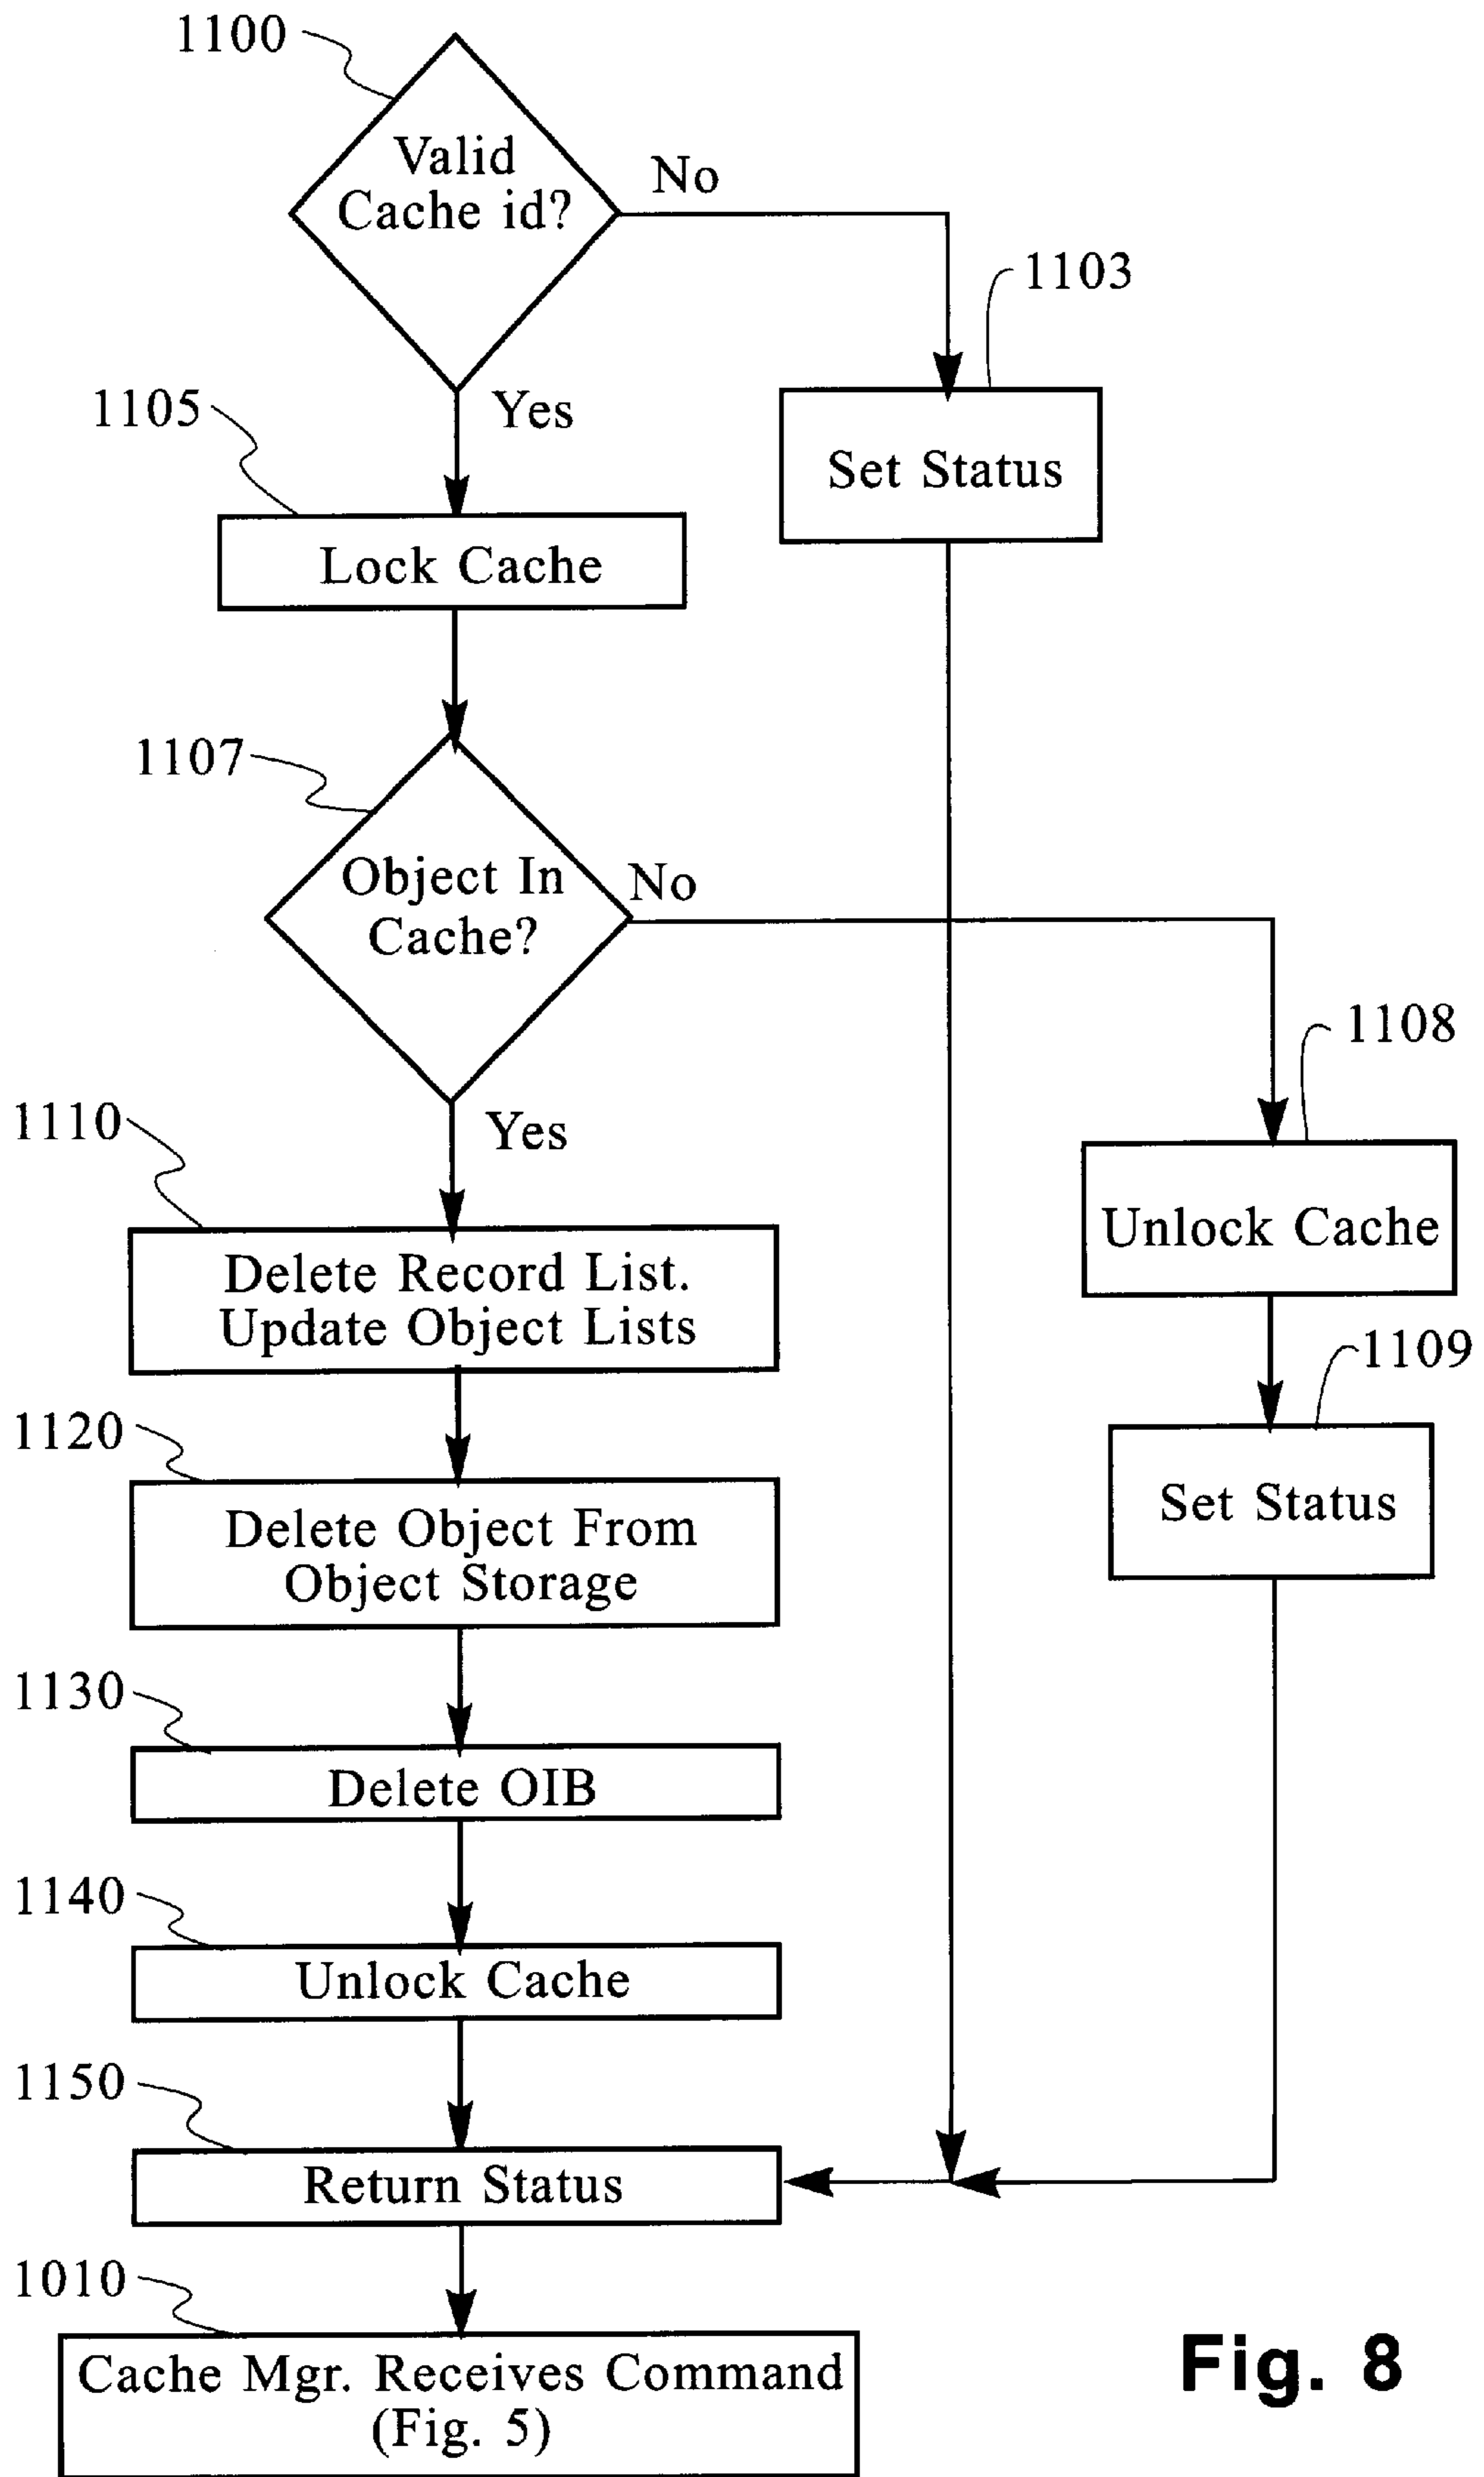 1100
Valid
Cache id?
No
1103
Set Status
Yes
1105
Lock Cache
1107
Object In
Cache?
No
1108
Unlock Cache
1109
Set Status
Yes
1110
Delete Record List.
Update Object Lists
1120
Delete Object From
Object Storage
1130
Delete OIB
1140
Unlock Cache
1150
Return Status
1010
Cache Mgr. Receives Command
(Fig. 5)
Fig. 8